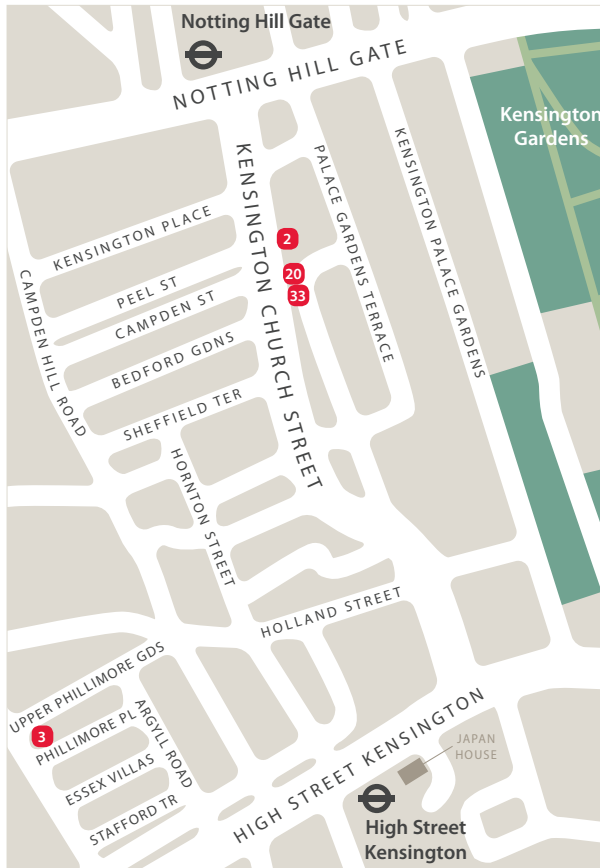 Notting Hill Gate
NOTTING HILL GATE
Kensington
Gardens
KENSINGTON CHURCH STREET
PALACE GARDENS TERRACE
KENSINGTON PALACE GARDENS
KENSINGTON PLACE
2
PEEL ST
20
CAMPDEN ST
33
CAMPDEN HILL ROAD
BEDFORD GDNS
SHEFFIELD TER
HORNTON STREET
HOLLAND STREET
UPPER PHILLIMORE GDS
3
PHILLIMORE PL
ARGYLL ROAD
ESSEX VILLAS
STAFFORD TR
HIGH STREET KENSINGTON
JAPAN
HOUSE
High Street
Kensington